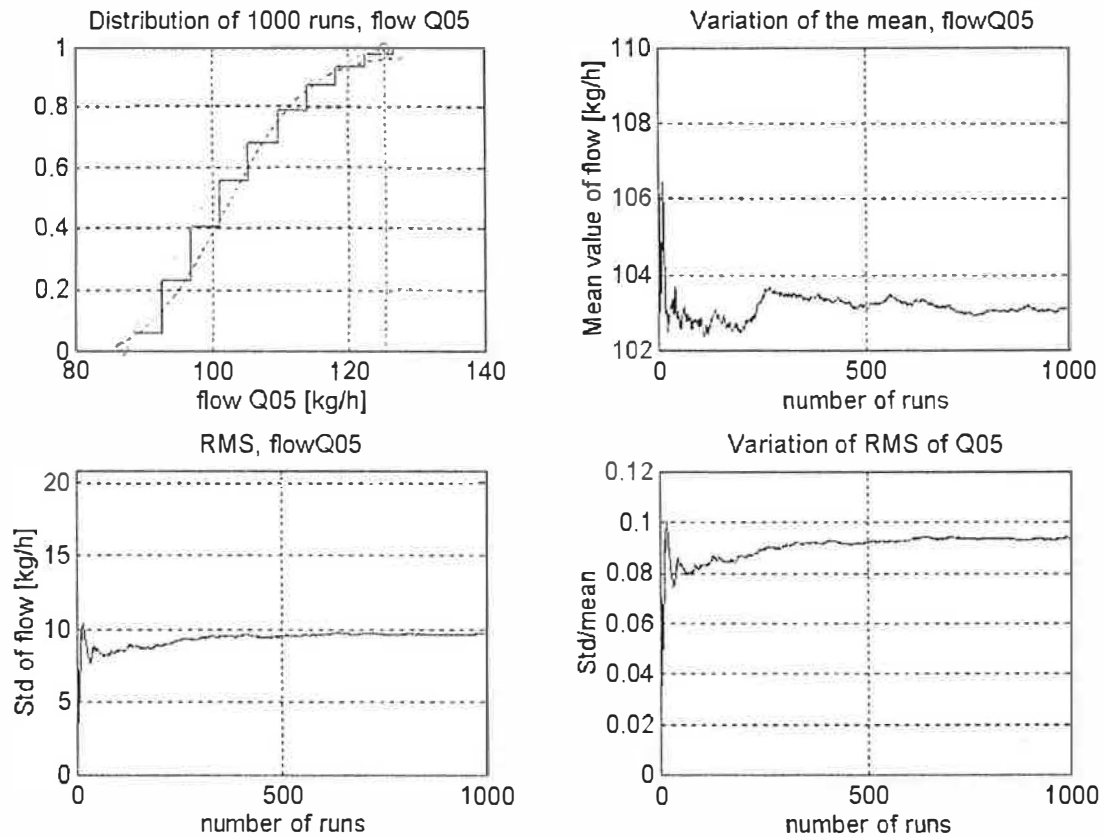 Distribution of 1000 runs, flow Q05
1
0.8
0.6
0.4
0.2
0
80 100 120 140
flow Q05 [kg/h]
Variation of the mean, flowQ05
Mean value of flow [kg/h]
110
108
106
104
102
0 500 1000
number of runs
RMS, flowQ05
Std of flow [kg/h]
20
15
10
5
0
0 500 1000
number of runs
Variation of RMS of Q05
Std/mean
0.12
0.1
0.08
0.06
0.04
0.02
0
0 500 1000
number of runs